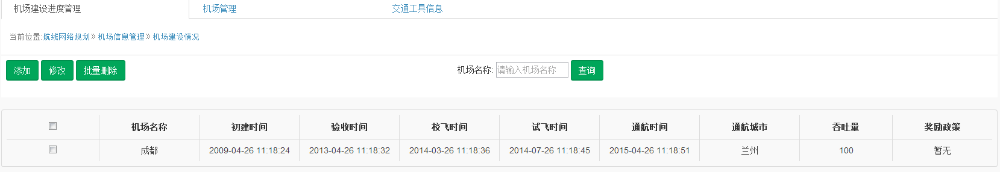 机场建设进度管理 机场管理 交通工具信息
当前位置:航线网络规划» 机场信息管理» 机场建设情况
添加 修改 批量删除 机场名称: 请输入机场名称 查询
机场名称 初建时间 验收时间 校飞时间 试飞时间 通航时间 通航城市 吞吐量 奖励政策
成都 2009-04-26 11:18:24 2013-04-26 11:18:32 2014-03-26 11:18:36 2014-07-26 11:18:45 2015-04-26 11:18:51 兰州 100 暂无